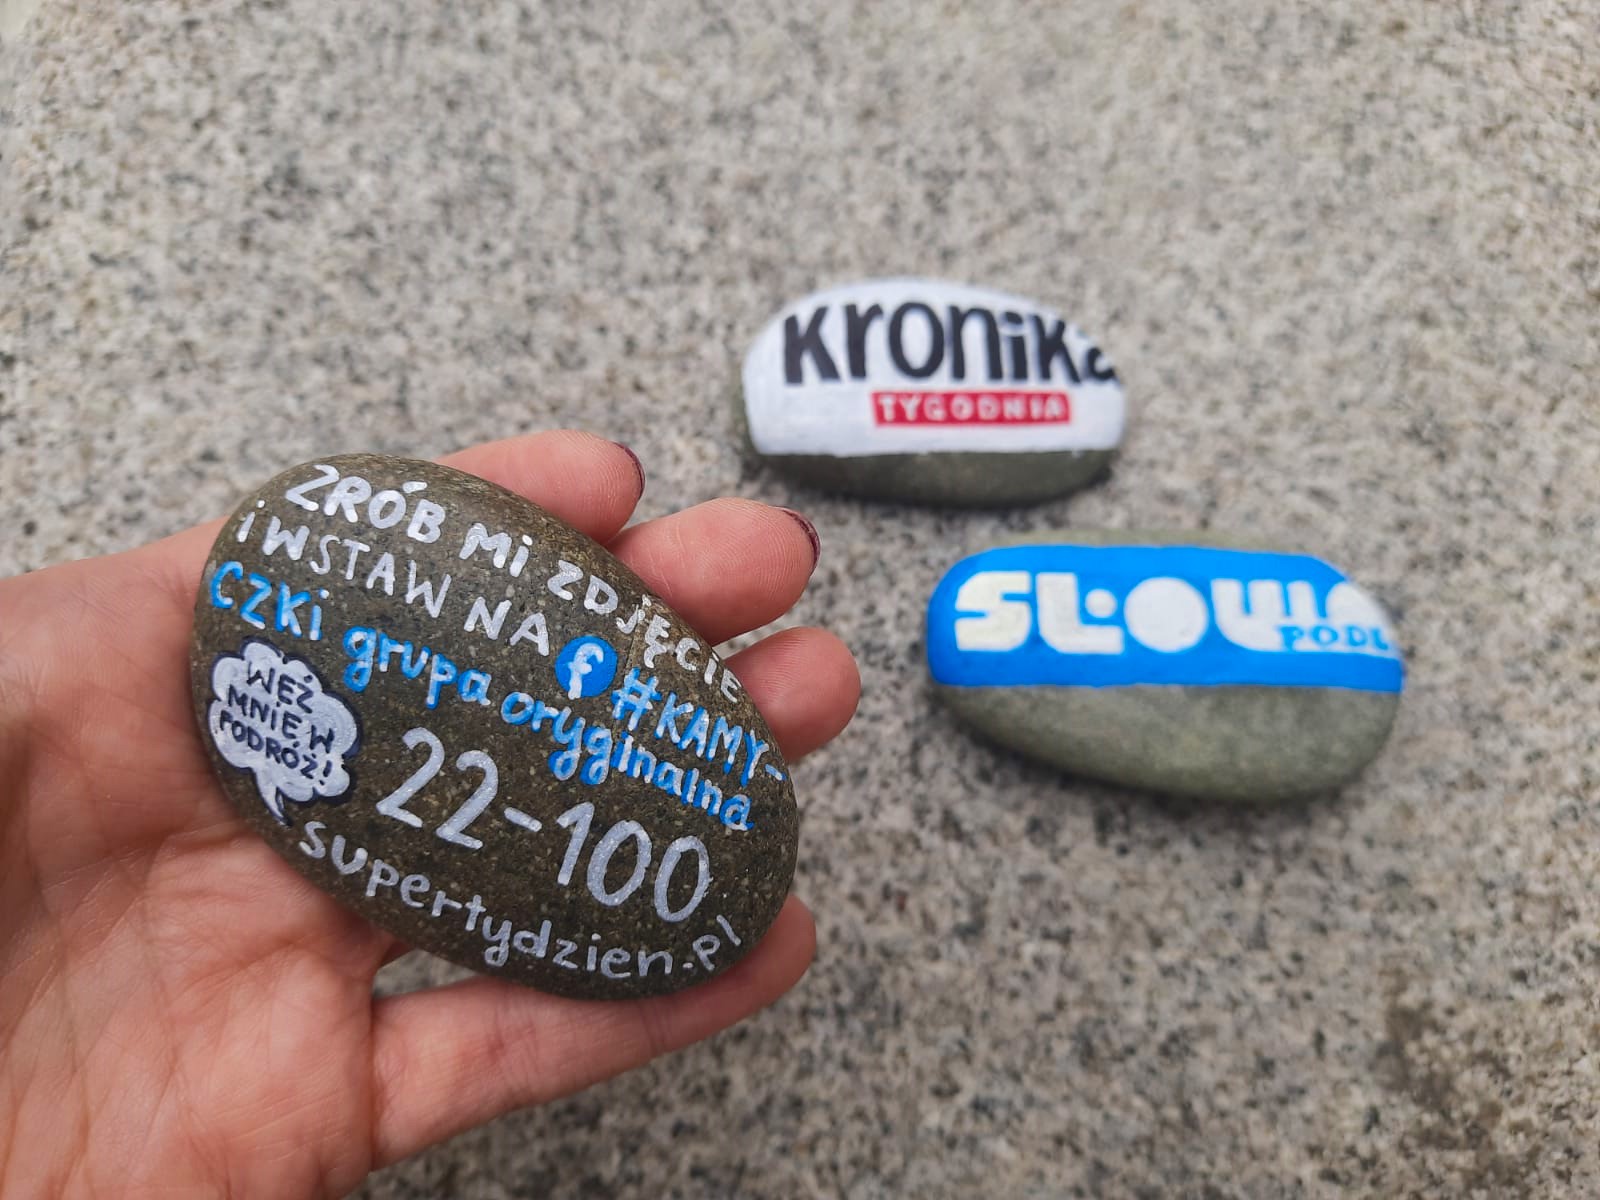 ZRÓB Mi ZDJĘCIE
i WSTAW NA f #KAMY-
CZKi grupa oryginalna
WEŹ
MNIE W
PODRÓŻ!
22-100
supertydzien.pl
kronika
TYGODNIA
SŁOWO
PODL